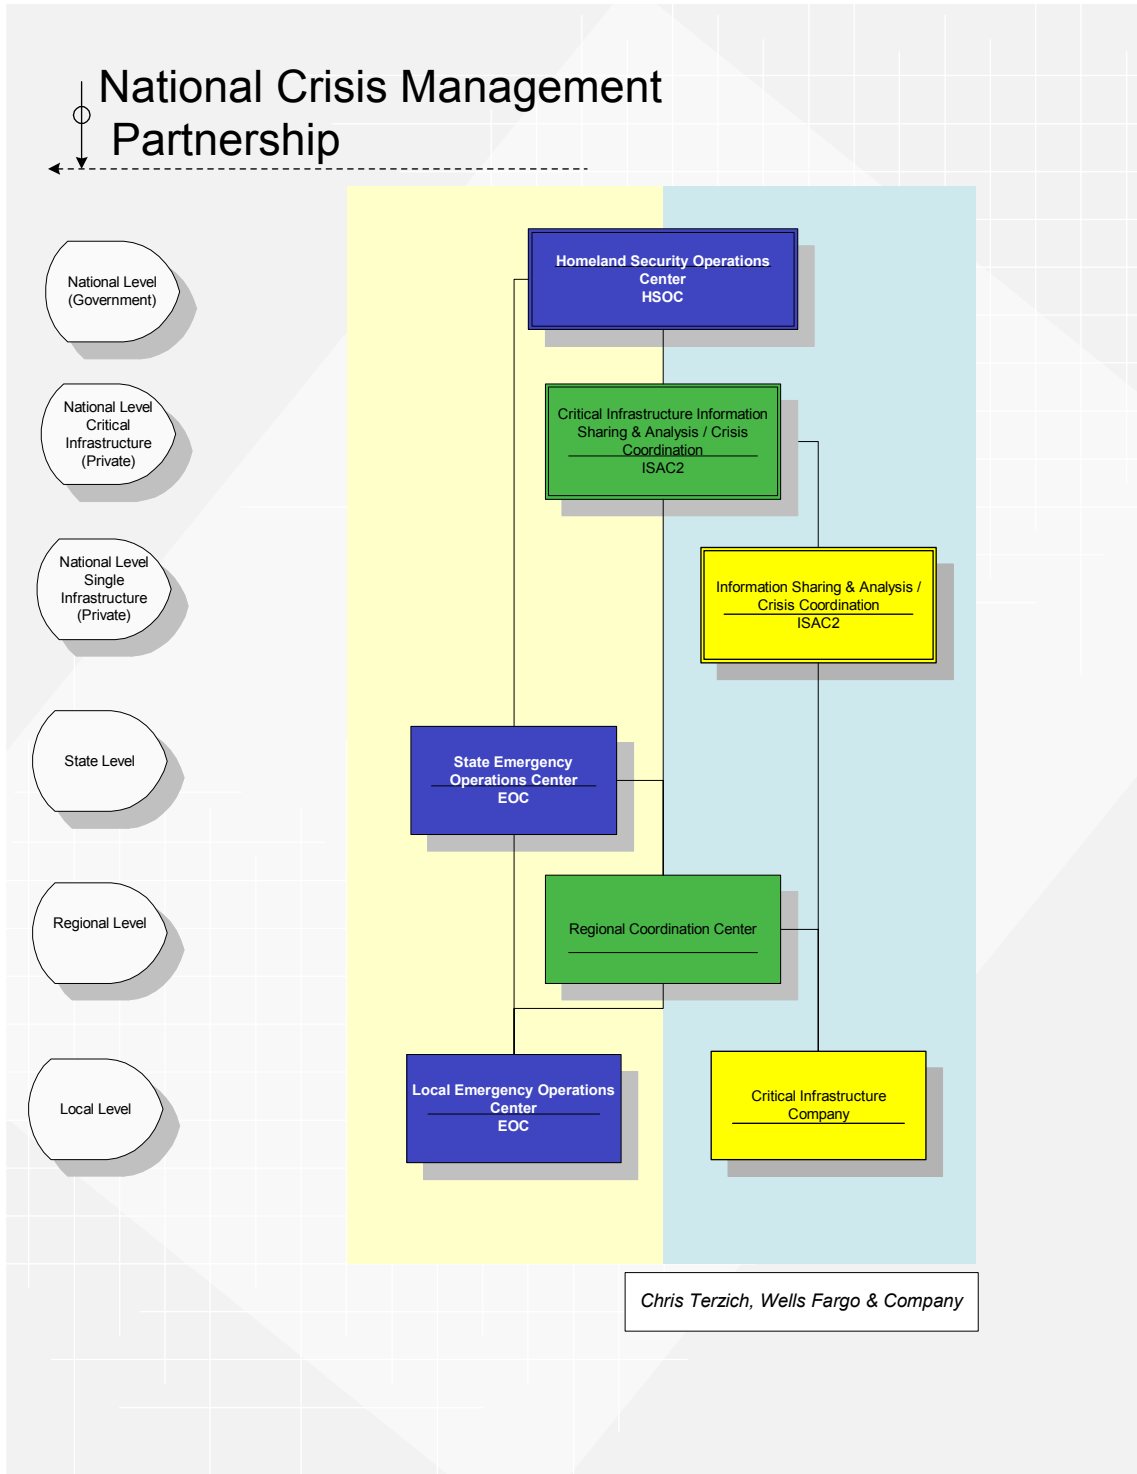 National Crisis Management
Partnership
National Level
(Government)
Homeland Security Operations
Center
HSOC
National Level
Critical
Infrastructure
(Private)
Critical Infrastructure Information
Sharing & Analysis / Crisis
Coordination
ISAC2
National Level
Single
Infrastructure
(Private)
Information Sharing & Analysis /
Crisis Coordination
ISAC2
State Level
State Emergency
Operations Center
EOC
Regional Level
Regional Coordination Center
Local Level
Local Emergency Operations
Center
EOC
Critical Infrastructure
Company
Chris Terzich, Wells Fargo & Company